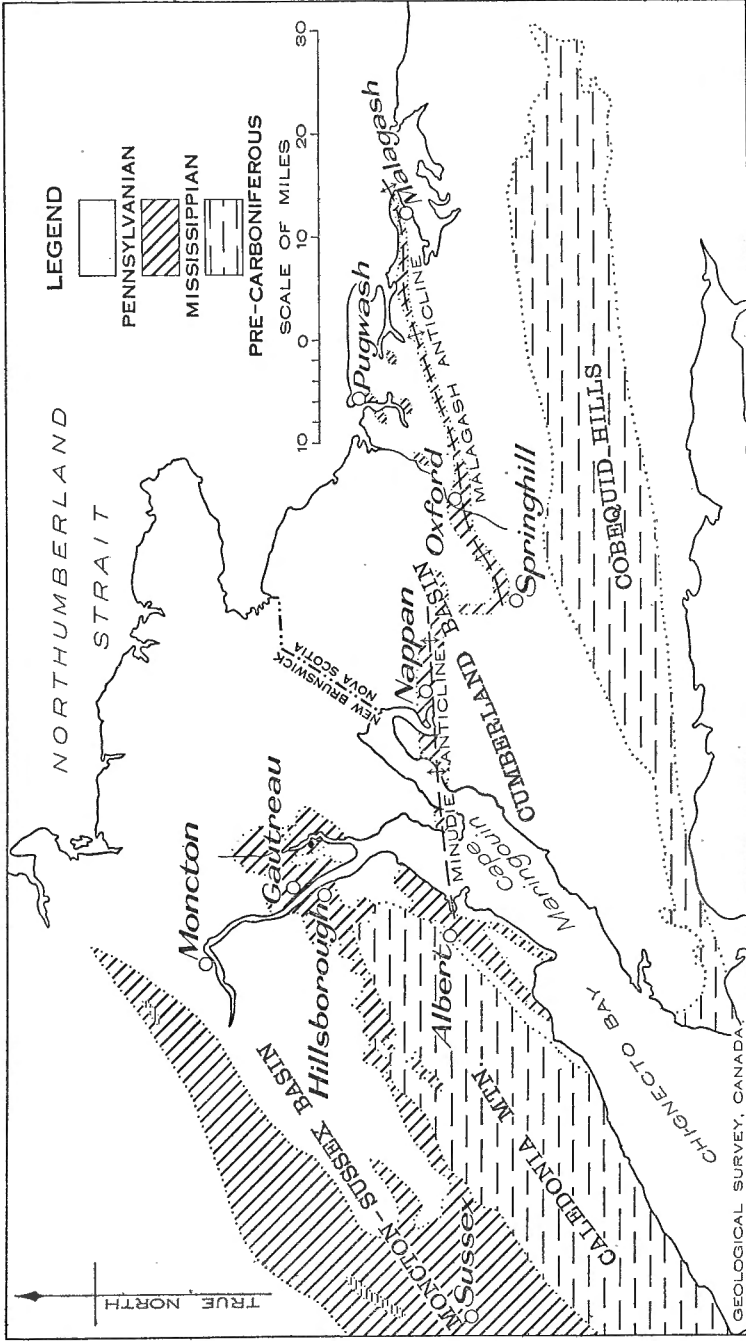 NORTHUMBERLAND
STRAIT
LEGEND
PENNSYLVANIAN
MISSISSIPPIAN
PRE-CARBONIFEROUS
SCALE OF MILES
10 0 10 20 30
TRUE NORTH
Moncton
Gautreau
Hillsborough
Albert
Sussex
MONCTON-SUSSEX BASIN
CALEDONIA MTN.
NEW BRUNSWICK
NOVA SCOTIA
Nappan
MINUDIE ANTICLINE
CUMBERLAND BASIN
Cape
Maringouin
CHIGNECTO BAY
Pugwash
Malagash
MALAGASH ANTICLINE
Oxford
Springhill
COBEQUID HILLS
GEOLOGICAL SURVEY, CANADA